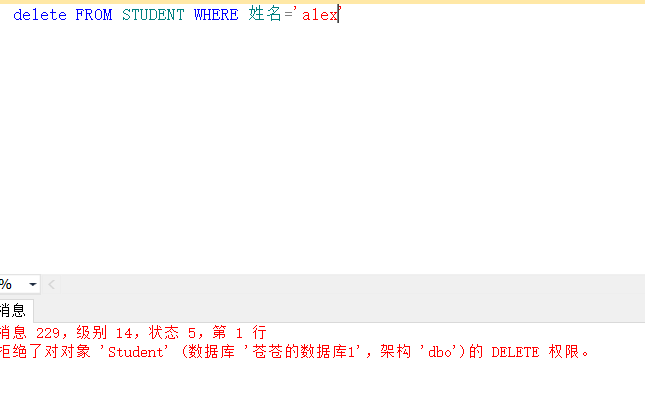 delete FROM STUDENT WHERE 姓名='alex'
%
消息
消息 229，级别 14，状态 5，第 1 行
拒绝了对对象 'Student' (数据库 '苍苍的数据库1'，架构 'dbo')的 DELETE 权限。